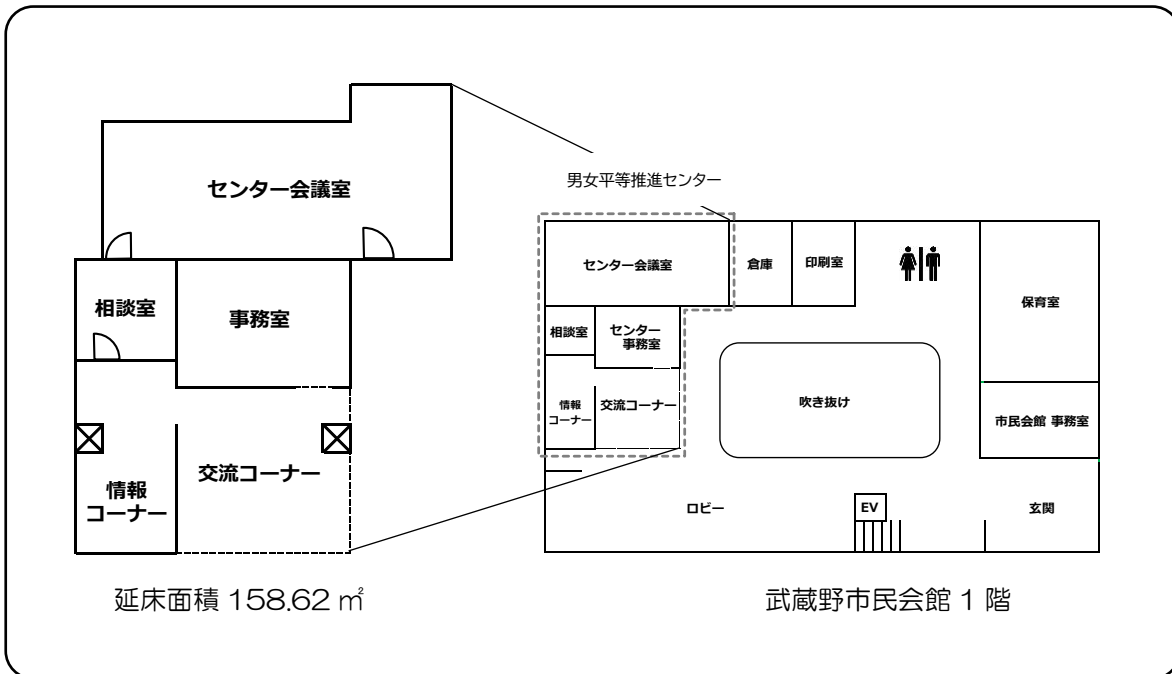 センター会議室
相談室
事務室
情報
コーナー
交流コーナー
延床面積 158.62 ㎡
男女平等推進センター
センター会議室
倉庫
印刷室
保育室
相談室
センター
事務室
情報
コーナー
交流コーナー
吹き抜け
市民会館 事務室
ロビー
EV
玄関
武蔵野市民会館 1 階